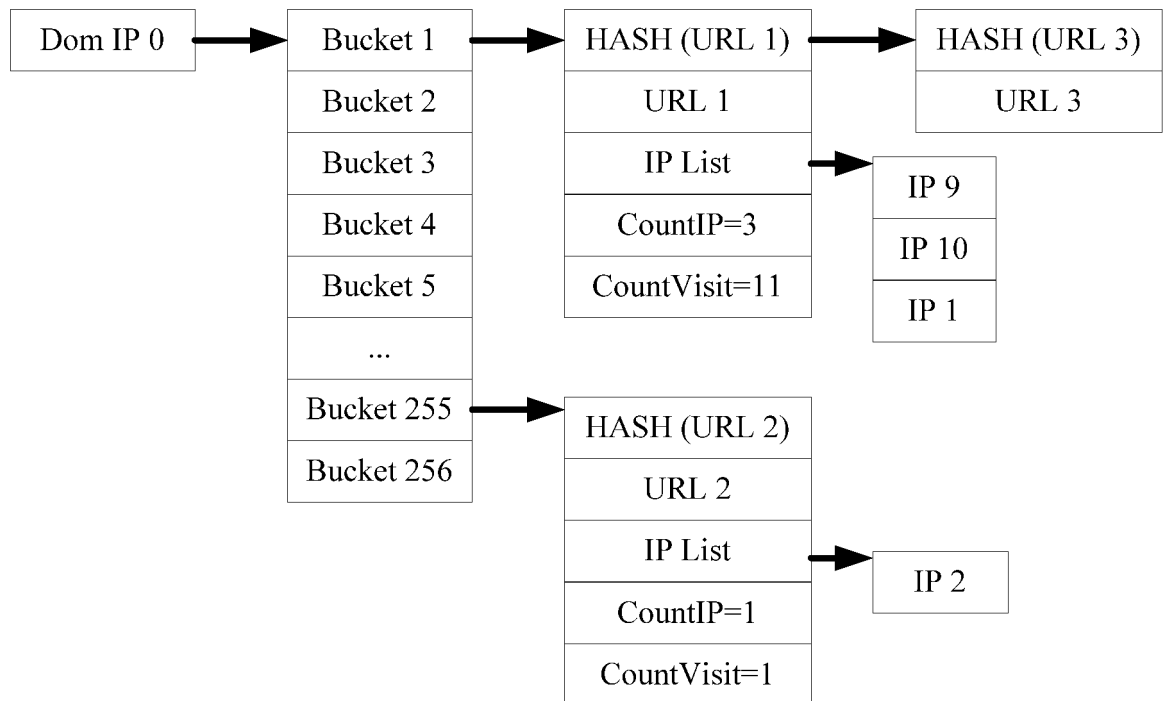 Dom IP 0
Bucket 1
Bucket 2
Bucket 3
Bucket 4
Bucket 5
...
Bucket 255
Bucket 256
HASH (URL 1)
URL 1
IP List
CountIP=3
CountVisit=11
HASH (URL 3)
URL 3
IP 9
IP 10
IP 1
HASH (URL 2)
URL 2
IP List
CountIP=1
CountVisit=1
IP 2